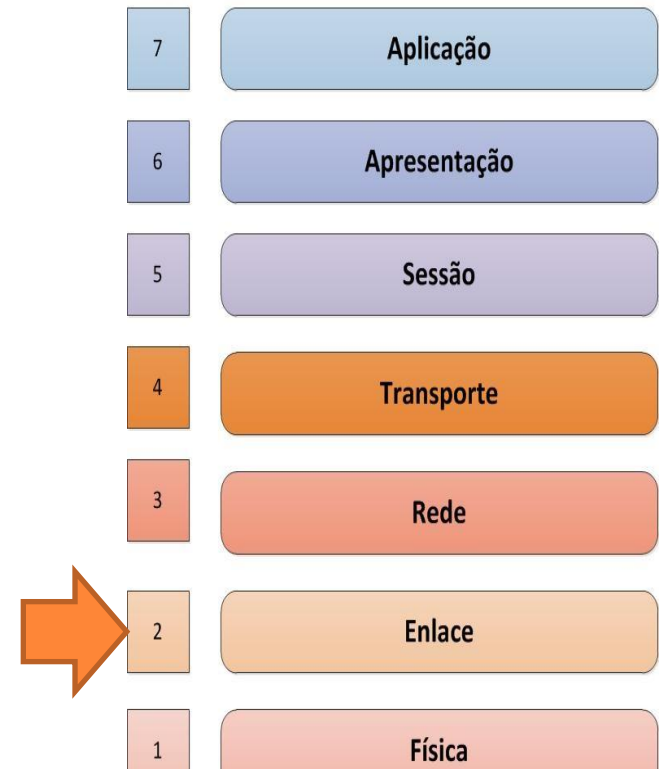 7 Aplicação
6 Apresentação
5 Sessão
4 Transporte
3 Rede
2 Enlace
1 Física